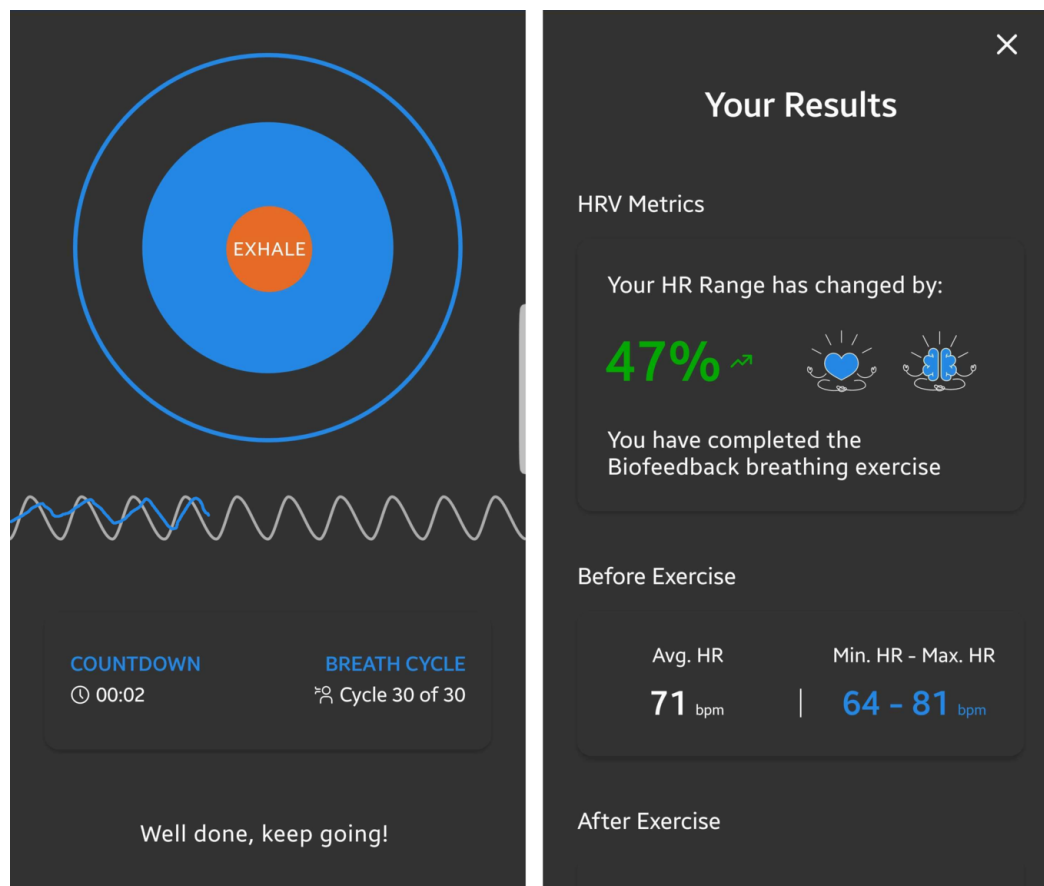 EXHALE
COUNTDOWN
00:02
BREATH CYCLE
Cycle 30 of 30
Well done, keep going!
Your Results
HRV Metrics
Your HR Range has changed by:
47%
You have completed the
Biofeedback breathing exercise
Before Exercise
Avg. HR
71 bpm
Min. HR - Max. HR
64 - 81 bpm
After Exercise